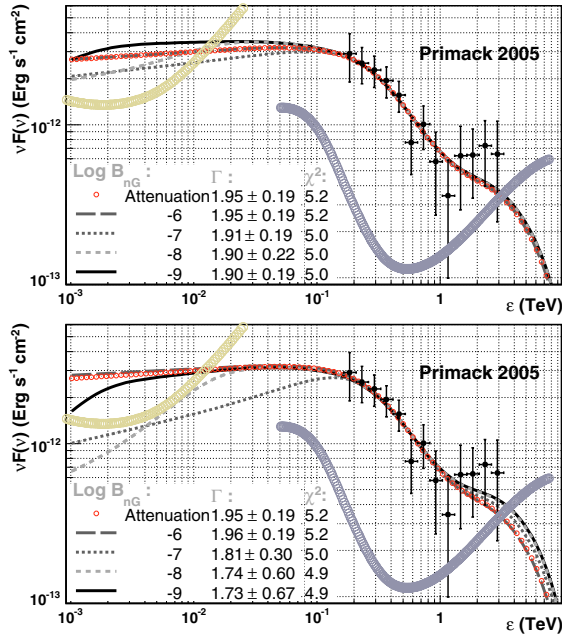 νF(ν) (Erg s⁻¹ cm⁻²)
Primack 2005
10⁻¹²
10⁻¹³
Log B_nG : Γ: χ²:
Attenuation 1.95 ± 0.19 5.2
-6 1.95 ± 0.19 5.2
-7 1.91 ± 0.19 5.0
-8 1.90 ± 0.22 5.0
-9 1.90 ± 0.19 5.0
10⁻³ 10⁻² 10⁻¹ 1
ε (TeV)
νF(ν) (Erg s⁻¹ cm⁻²)
Primack 2005
10⁻¹²
10⁻¹³
Log B_nG : Γ: χ²:
Attenuation 1.95 ± 0.19 5.2
-6 1.96 ± 0.19 5.2
-7 1.81 ± 0.30 5.0
-8 1.74 ± 0.60 4.9
-9 1.73 ± 0.67 4.9
10⁻³ 10⁻² 10⁻¹ 1
ε (TeV)